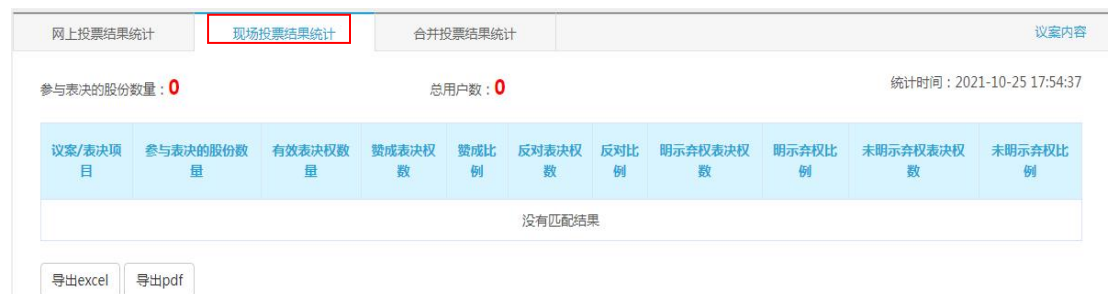 网上投票结果统计 现场投票结果统计 合并投票结果统计 议案内容
参与表决的股份数量：0 总用户数：0 统计时间：2021-10-25 17:54:37
议案/表决项目 参与表决的股份数量 有效表决权数量 赞成表决权数 赞成比例 反对表决权数 反对比例 明示弃权表决权数 明示弃权比例 未明示弃权表决权数 未明示弃权比例
没有匹配结果
导出excel 导出pdf